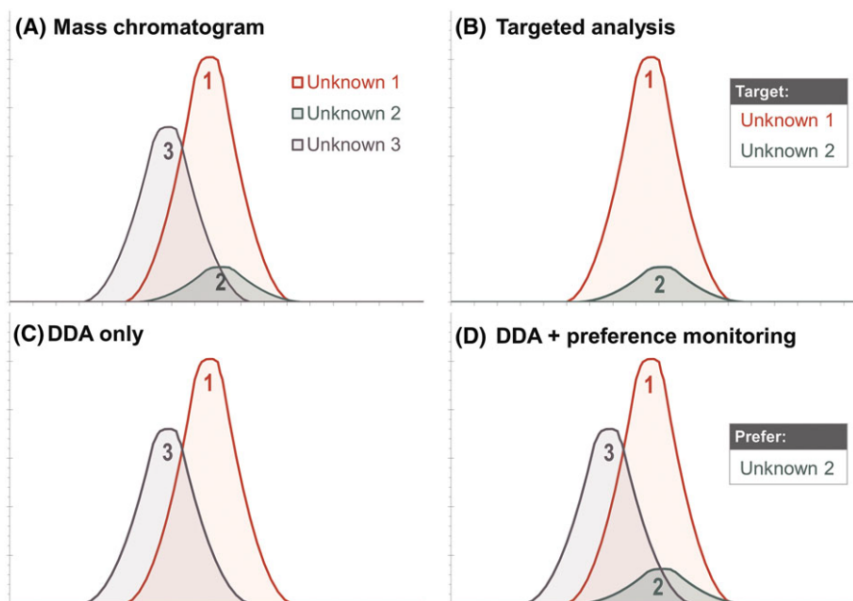 (A) Mass chromatogram
1
3
2
Unknown 1
Unknown 2
Unknown 3
(B) Targeted analysis
1
2
Target:
Unknown 1
Unknown 2
(C) DDA only
1
3
(D) DDA + preference monitoring
1
3
2
Prefer:
Unknown 2